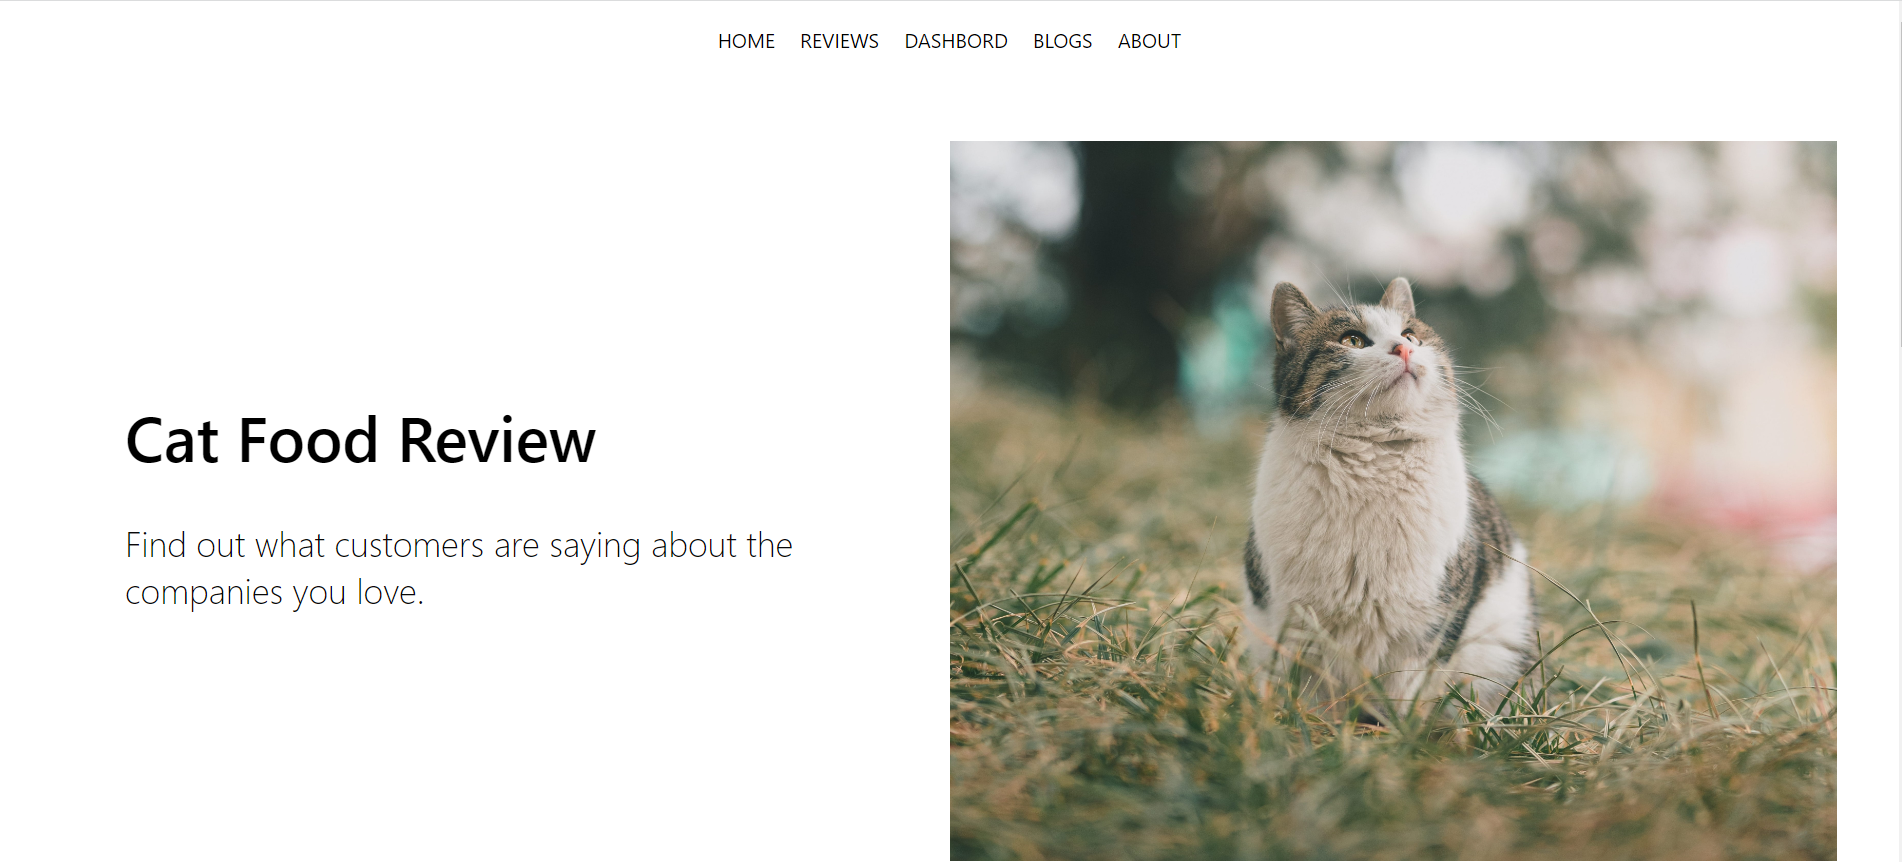 HOME REVIEWS DASHBORD BLOGS ABOUT
Cat Food Review
Find out what customers are saying about the
companies you love.